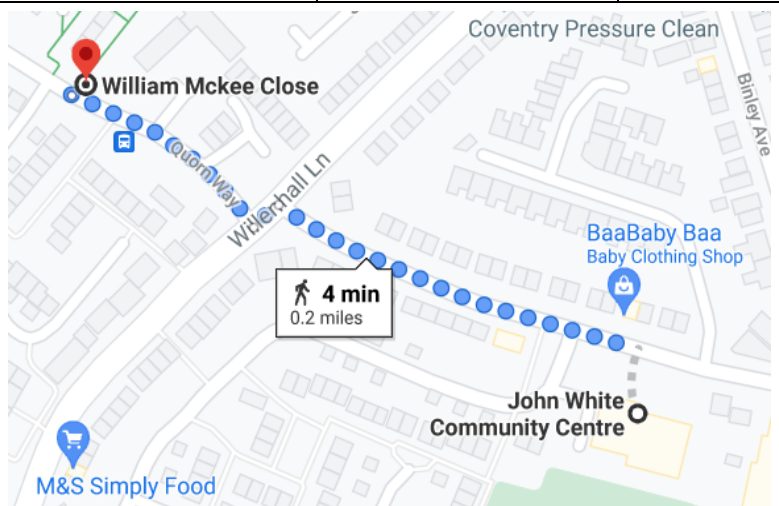 Coventry Pressure Clean
William Mckee Close
Binley Ave
Quorn Way
Willenhall Ln
BaaBaby Baa
Baby Clothing Shop
4 min
0.2 miles
John White
Community Centre
M&S Simply Food